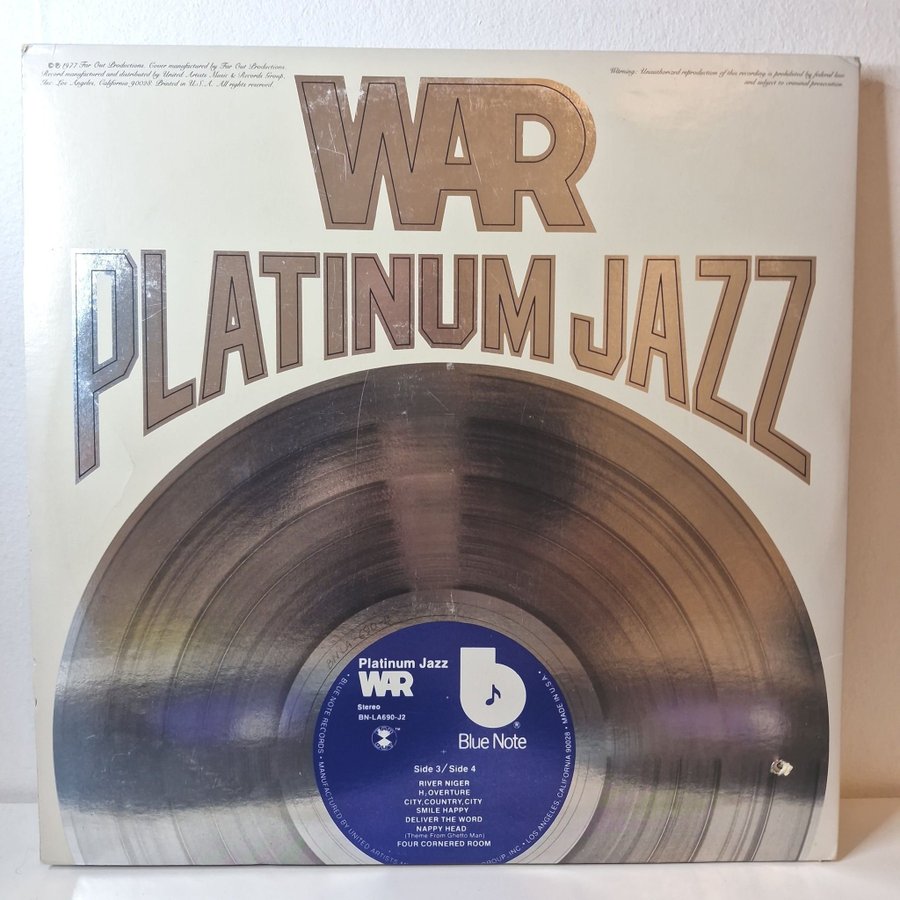 © ℗ 1977 Far Out Productions. Cover manufactured by Far Out Productions.
Record manufactured and distributed by United Artists Music & Records Group,
Inc. Los Angeles, California 90028. Printed in U.S.A. All rights reserved.
Warning: Unauthorized reproduction of this recording is prohibited by federal law
and subject to criminal prosecution.
WAR
PLATINUM JAZZ
BNLA-690-
Platinum Jazz
WAR
Stereo
BN-LA690-J2
b
®
Blue Note
TM
Side 3/Side 4
RIVER NIGER
H₂OVERTURE
CITY,COUNTRY,CITY
SMILE HAPPY
DELIVER THE WORD
NAPPY HEAD
(Theme From Ghetto Man)
FOUR CORNERED ROOM
• BLUE NOTE RECORDS • MANUFACTURED BY UNITED ARTISTS
GROUP, INC. • LOS ANGELES, CALIFORNIA 90028 • MADE IN U.S.A. •